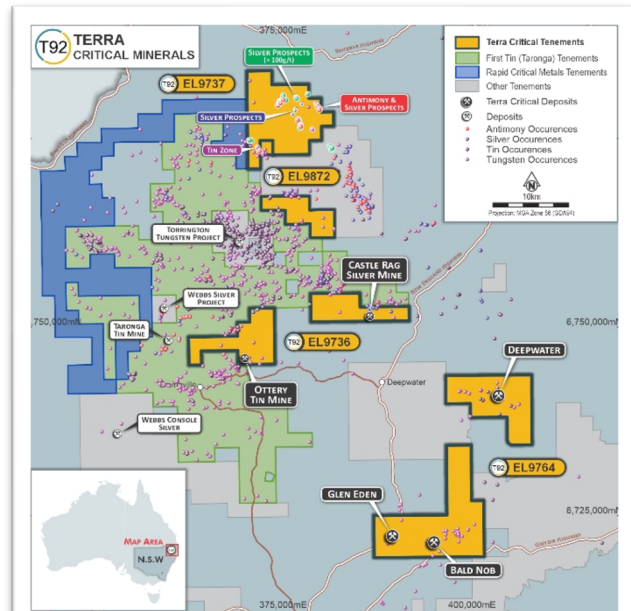 375,000mE
T92 TERRA
CRITICAL MINERALS
SILVER PROSPECTS
(> 100g/t)
T92 EL9737
ANTIMONY &
SILVER PROSPECTS
SILVER PROSPECTS
TIN ZONE
T92 EL9872
Terra Critical Tenements
First Tin (Taronga) Tenements
Rapid Critical Metals Tenements
Other Tenements
Terra Critical Deposits
Deposits
Antimony Occurences
Silver Occurences
Tin Occurences
Tungsten Occurences
N
10km
Projection: MGA Zone 56 (GDA94)
TORRINGTON
TUNGSTEN PROJECT
CASTLE RAG
SILVER MINE
WEBBS SILVER
PROJECT
,750,000mN
6,750,000m
TARONGA
TIN MINE
T92 EL9736
DEEPWATER
OTTERY
TIN MINE
Deepwater
WEBBS CONSOLE
SILVER
T92 EL9764
GLEN EDEN
6,725,000m
BALD NOB
MAP AREA
N.S.W
375,000mE
400,000mE